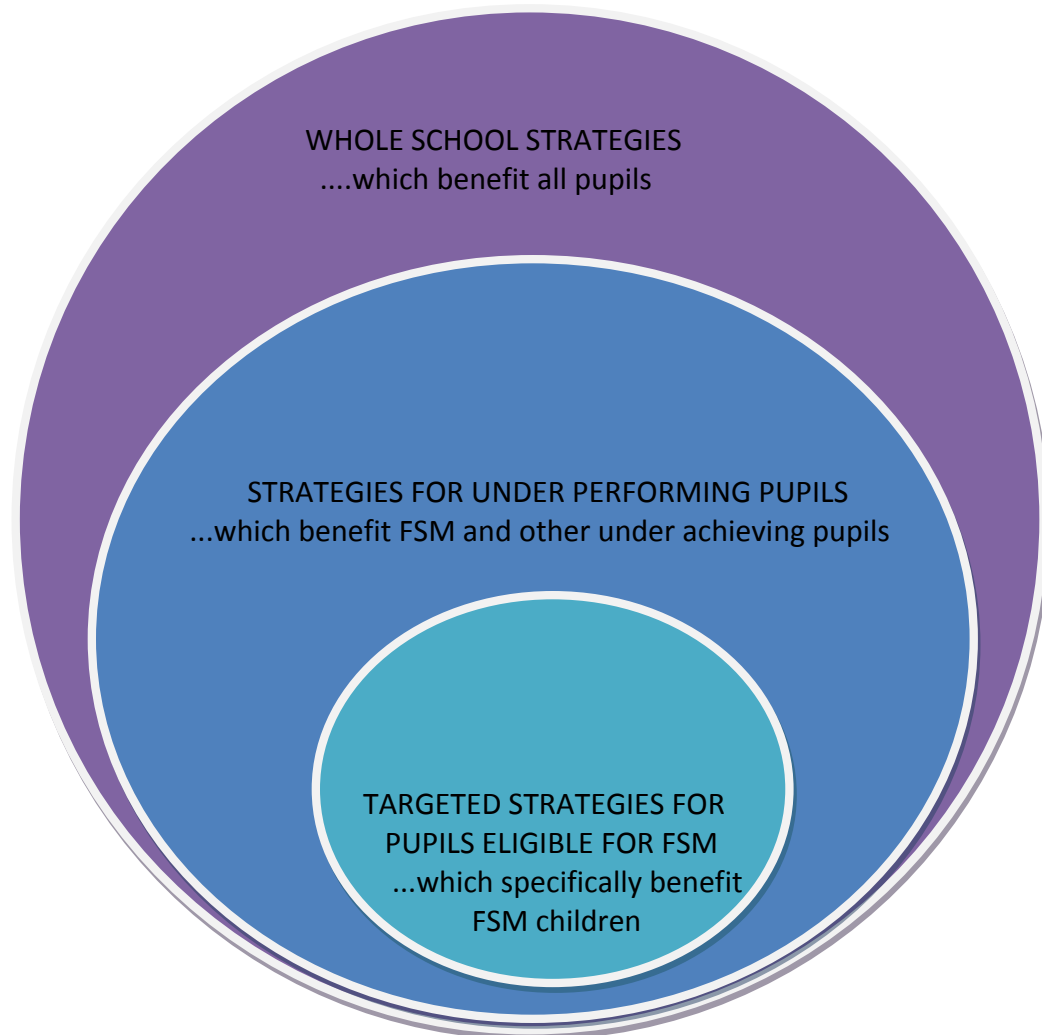 WHOLE SCHOOL STRATEGIES
....which benefit all pupils
STRATEGIES FOR UNDER PERFORMING PUPILS
...which benefit FSM and other under achieving pupils
TARGETED STRATEGIES FOR
PUPILS ELIGIBLE FOR FSM
...which specifically benefit
FSM children